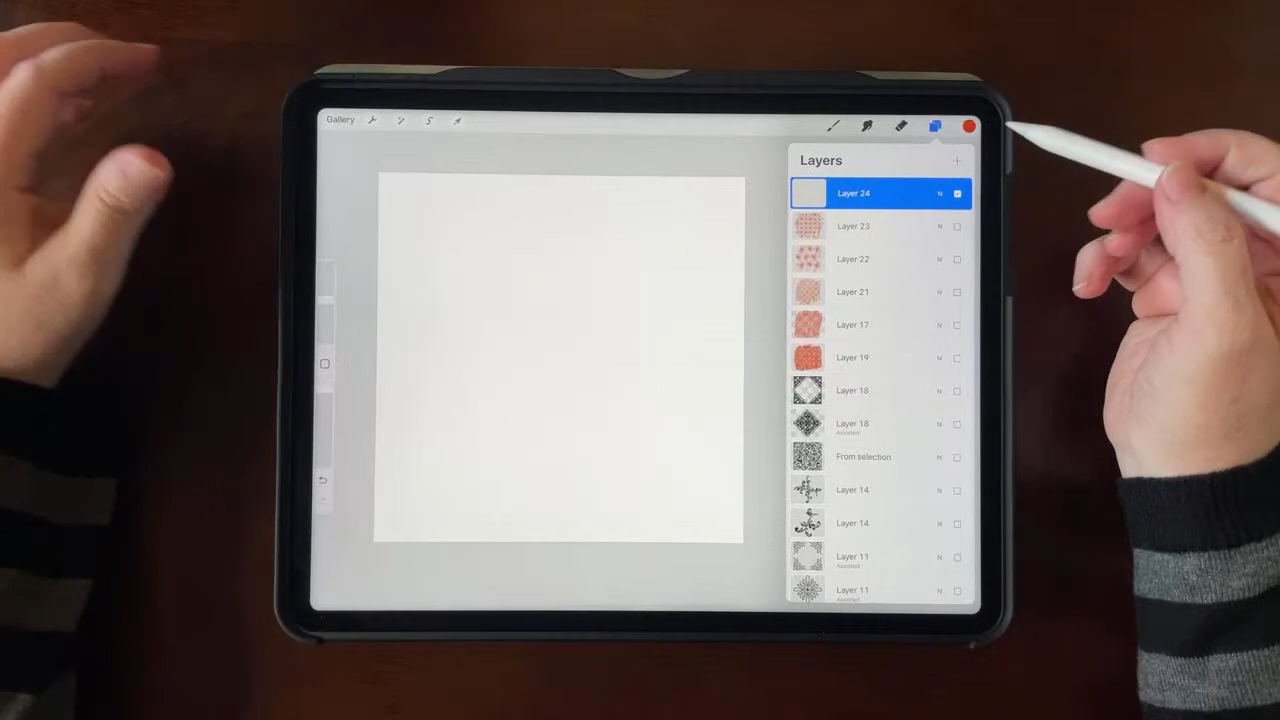 Gallery
Layers
Layer 24 N
Layer 23 N
Layer 22 N
Layer 21 N
Layer 17 N
Layer 19 N
Layer 18 N
Layer 18 N
Assisted
From selection N
Layer 14 N
Layer 14 N
Layer 11 N
Assisted
Layer 11 N
Assisted